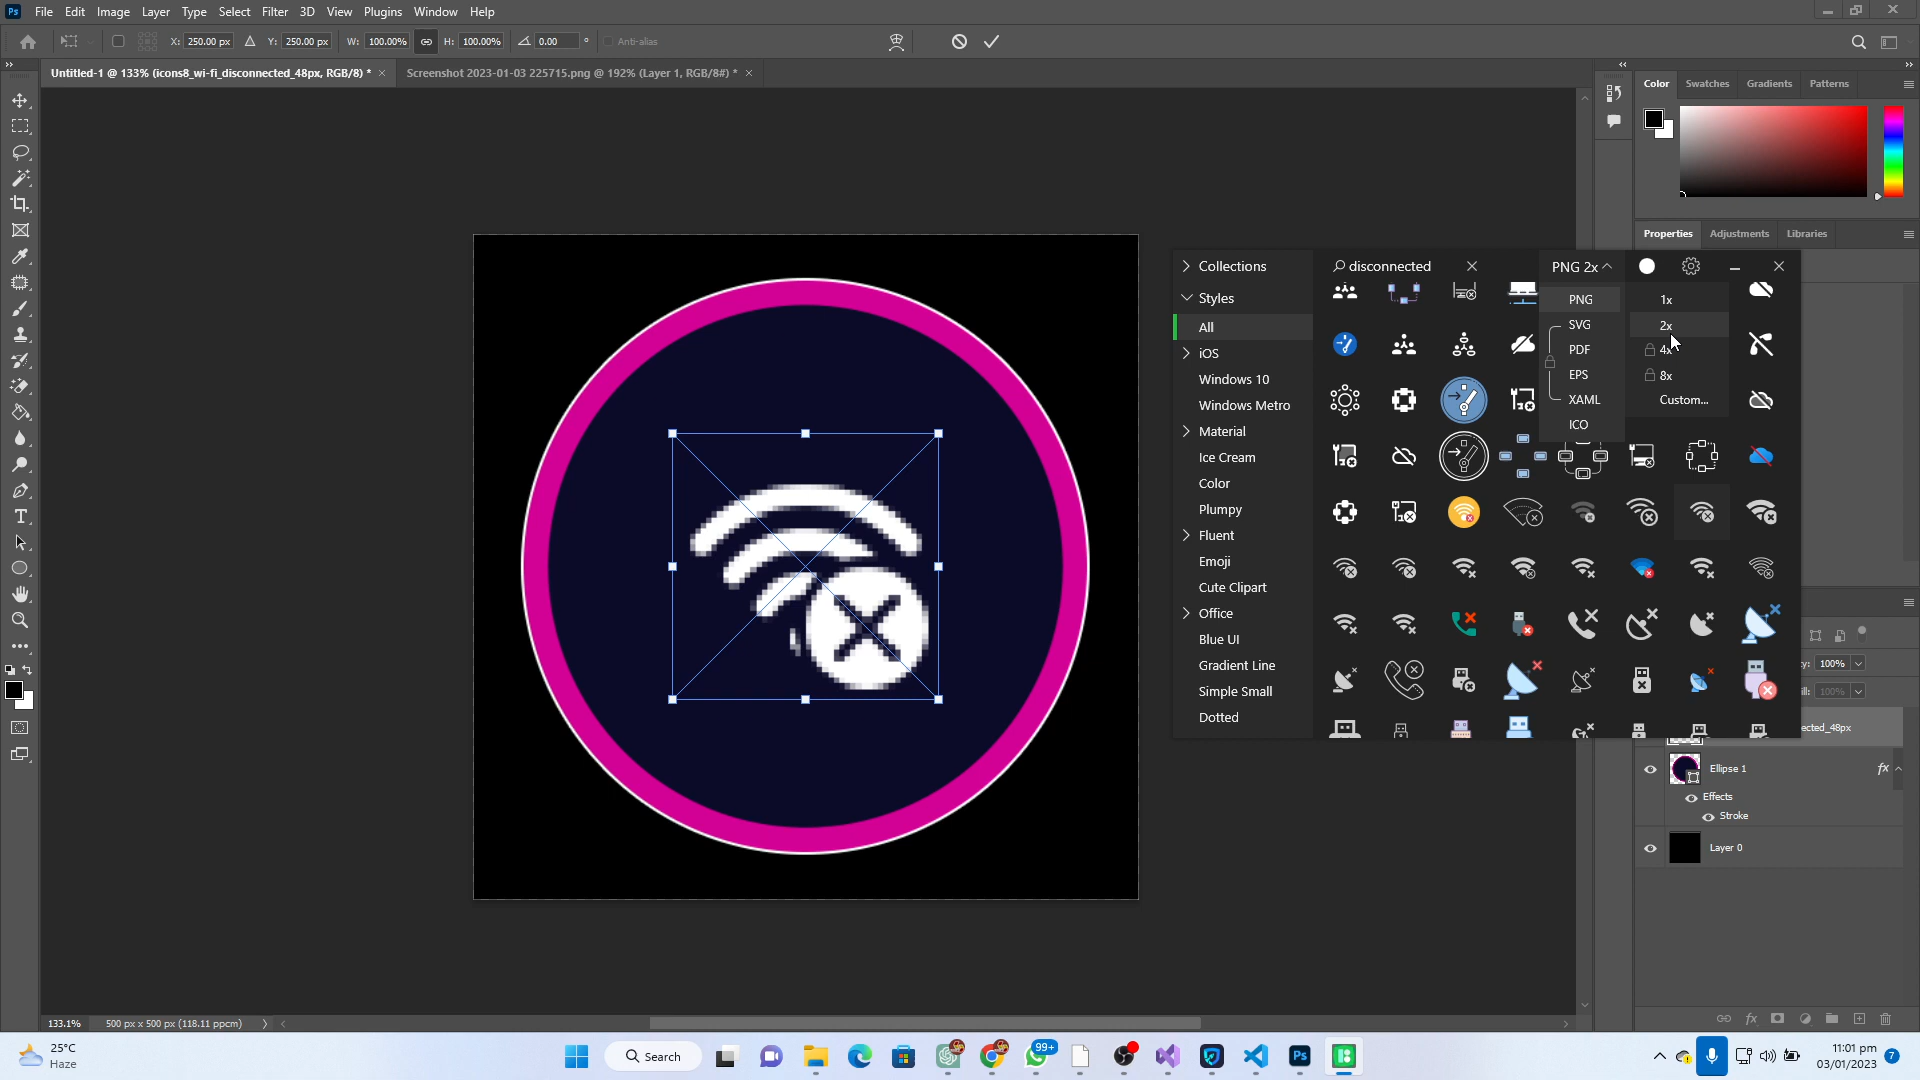 Ps File Edit Image Layer Type Select Filter 3D View Plugins Window Help
X: 250.00 px Y: 250.00 px W: 100.00% H: 100.00% 0.00 ° Anti-alias
Untitled-1 @ 133% (icons8_wi-fi_disconnected_48px, RGB/8) * × Screenshot 2023-01-03 225715.png @ 192% (Layer 1, RGB/8#) * ×
Color Swatches Gradients Patterns
Properties Adjustments Libraries
Collections
Styles
All
iOS
Windows 10
Windows Metro
Material
Ice Cream
Color
Plumpy
Fluent
Emoji
Cute Clipart
Office
Blue UI
Gradient Line
Simple Small
Dotted
disconnected
PNG 2x
PNG
SVG
PDF
EPS
XAML
ICO
1x
2x
4x
8x
Custom...
100%
100%
ected_48px
Ellipse 1 fx
Effects
Stroke
Layer 0
133.1% 500 px x 500 px (118.11 ppcm)
25°C
Haze
Search
99+
Ps
11:01 pm
03/01/2023
7